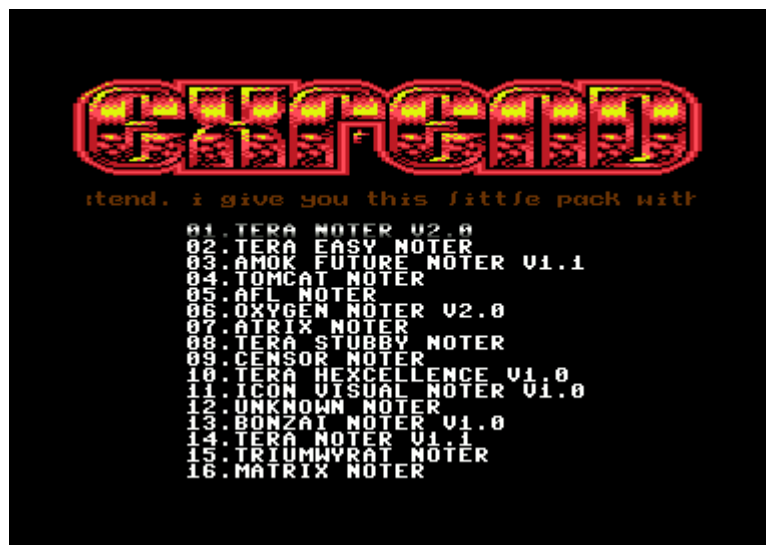 extend
tend. i give you this little pack with
01.TERA NOTER V2.0
02.TERA EASY NOTER
03.AMOK FUTURE NOTER V1.1
04.TOMCAT NOTER
05.AFL NOTER
06.OXYGEN NOTER V2.0
07.ATRIX NOTER
08.TERA STUBBY NOTER
09.CENSOR NOTER
10.TERA HEXCELLENCE V1.0
11.ICON VISUAL NOTER V1.0
12.UNKNOWN NOTER
13.BONZAI NOTER V1.0
14.TERA NOTER V1.1
15.TRIUMWYRAT NOTER
16.MATRIX NOTER